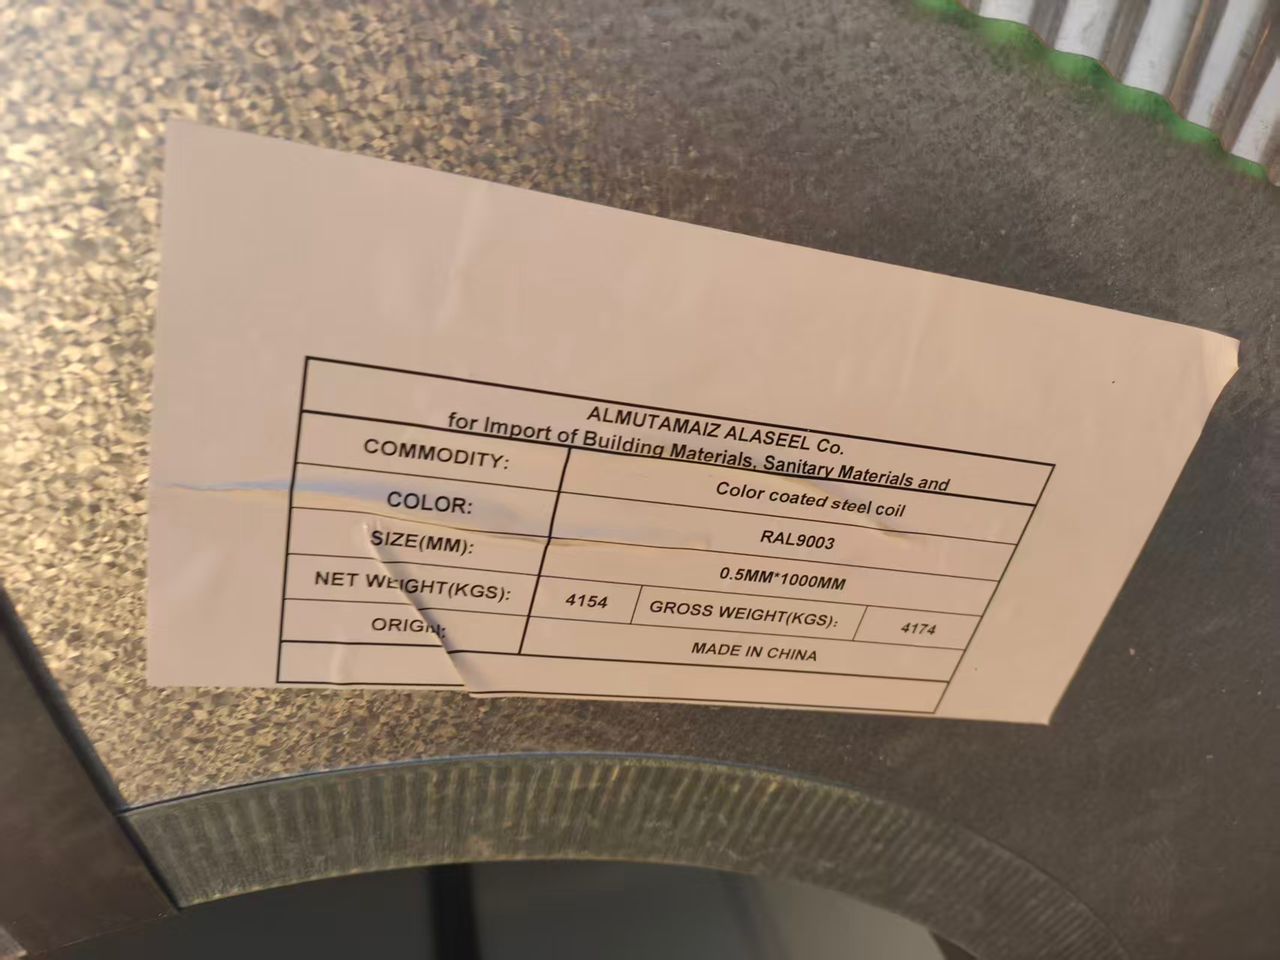 ALMUTAMAIZ ALASEEL Co.
for Import of Building Materials, Sanitary Materials and
COMMODITY: Color coated steel coil
COLOR: RAL9003
SIZE(MM): 0.5MM*1000MM
NET WEIGHT(KGS): 4154 GROSS WEIGHT(KGS): 4174
ORIGIN: MADE IN CHINA